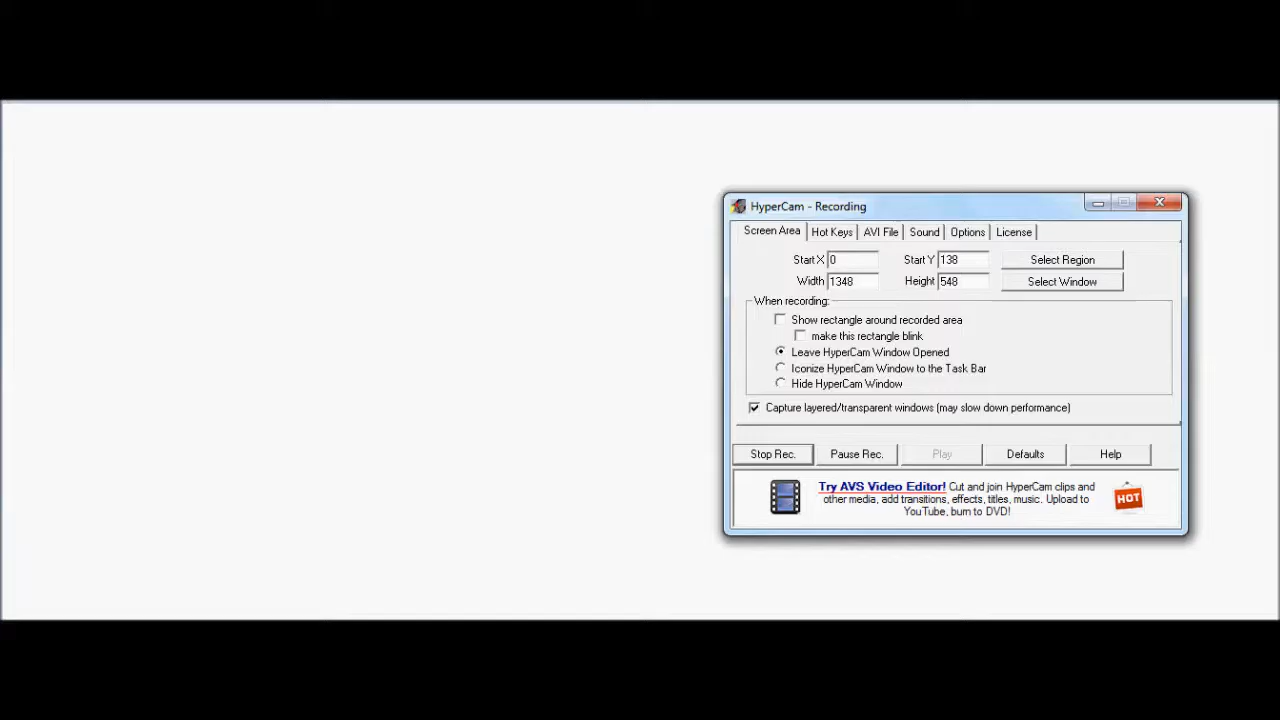 HyperCam - Recording
Screen Area Hot Keys AVI File Sound Options License
Start X 0 Start Y 138 Select Region
Width 1348 Height 548 Select Window
When recording:
Show rectangle around recorded area
make this rectangle blink
Leave HyperCam Window Opened
Iconize HyperCam Window to the Task Bar
Hide HyperCam Window
Capture layered/transparent windows (may slow down performance)
Stop Rec. Pause Rec. Play Defaults Help
Try AVS Video Editor! Cut and join HyperCam clips and
other media, add transitions, effects, titles, music. Upload to
YouTube, burn to DVD!
HOT